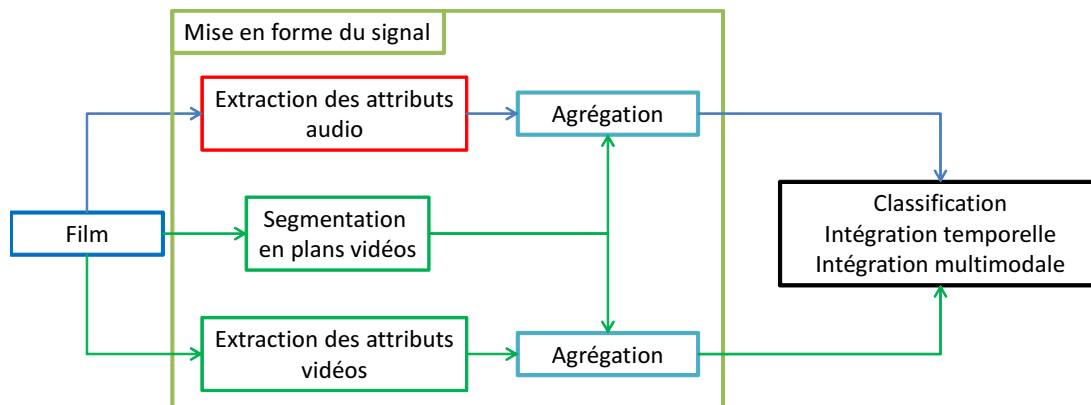 Mise en forme du signal
Extraction des attributs
audio
Agrégation
Film
Segmentation
en plans vidéos
Classification
Intégration temporelle
Intégration multimodale
Extraction des attributs
vidéos
Agrégation